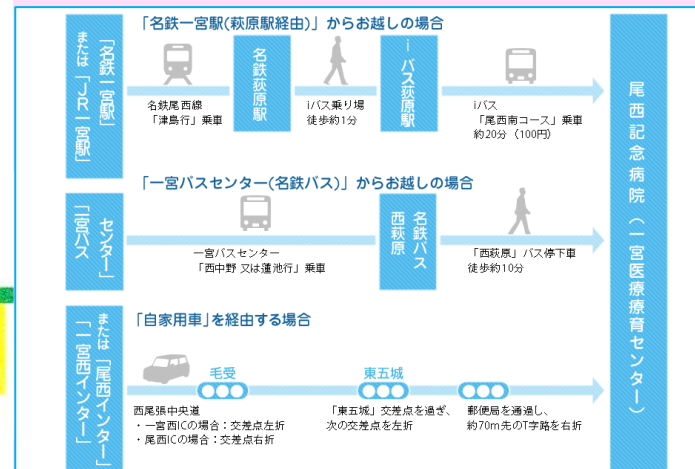 「名鉄一宮駅(萩原駅経由)」からお越しの場合
「名鉄一宮駅」
または「JR一宮駅」
名鉄尾西線
「津島行」乗車
名鉄萩原駅
iバス乗り場
徒歩約1分
iバス萩原駅
iバス
「尾西南コース」乗車
約20分（100円）
「一宮バスセンター(名鉄バス)」からお越しの場合
「一宮バス
センター」
一宮バスセンター
「西中野 又は蓮池行」乗車
名鉄バス
西萩原
「西萩原」バス停下車
徒歩約10分
「自家用車」を経由する場合
または「尾西インター」
「一宮西インター」
毛受
西尾張中央道
・一宮西ICの場合：交差点左折
・尾西ICの場合：交差点右折
東五城
「東五城」交差点を過ぎ、
次の交差点を左折
郵便局を通過し、
約70m先のT字路を右折
尾西記念病院（一宮医療療育センター）